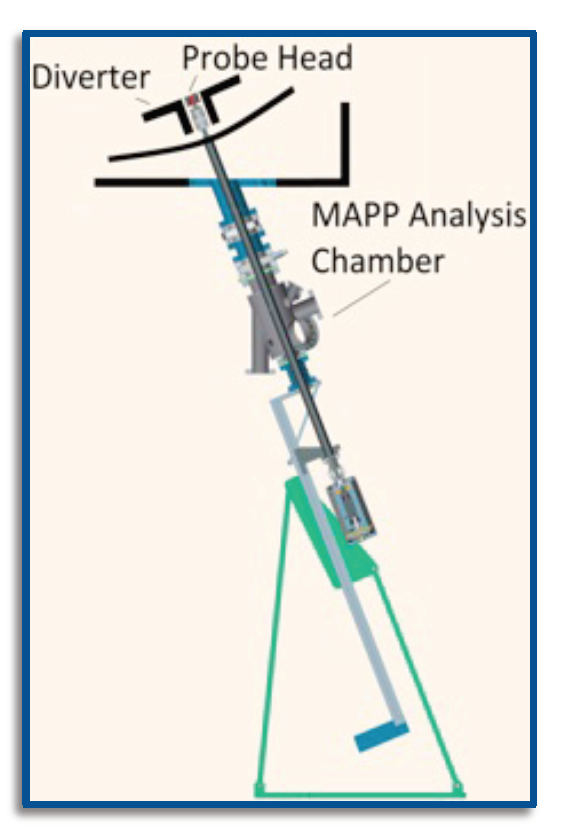 Probe Head
Diverter
MAPP Analysis
Chamber